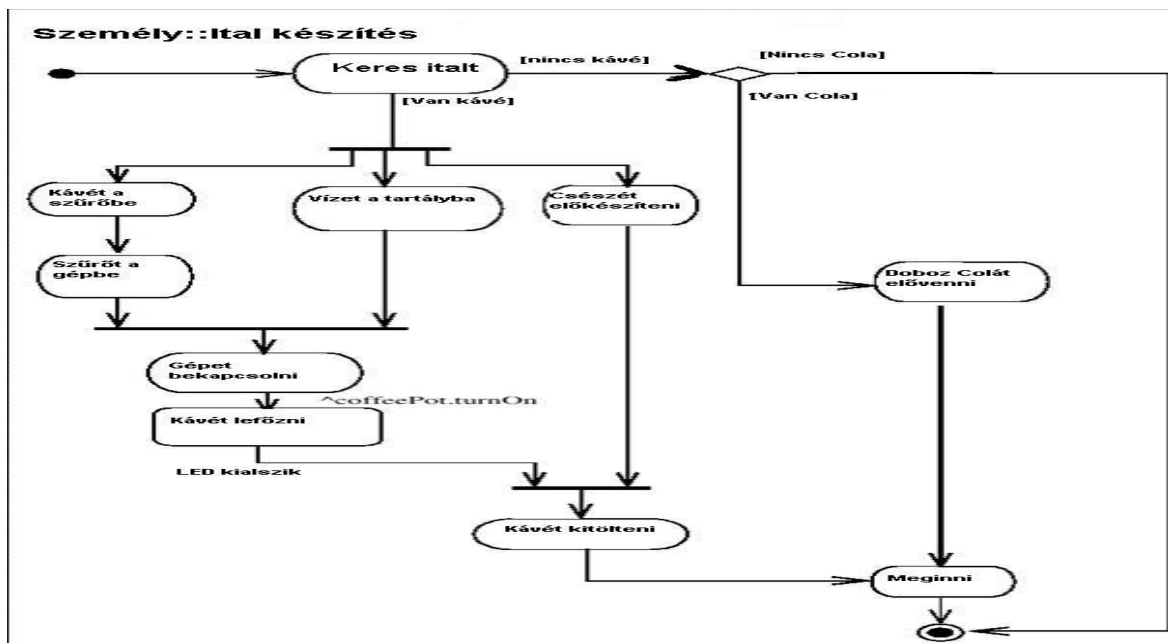 Személy::Ital készítés
Keres italt
[nincs kávé]
[Nincs Cola]
[Van Cola]
[Van kávé]
Kávét a
szűrőbe
Vízet a tartályba
Csészét
előkészíteni
Szűrőt a
gépbe
Doboz Colát
elővenni
Gépet
bekapcsolni
^coffeePot.turnOn
Kávét lefőzni
LED kialszik
Kávét kitölteni
Meginni